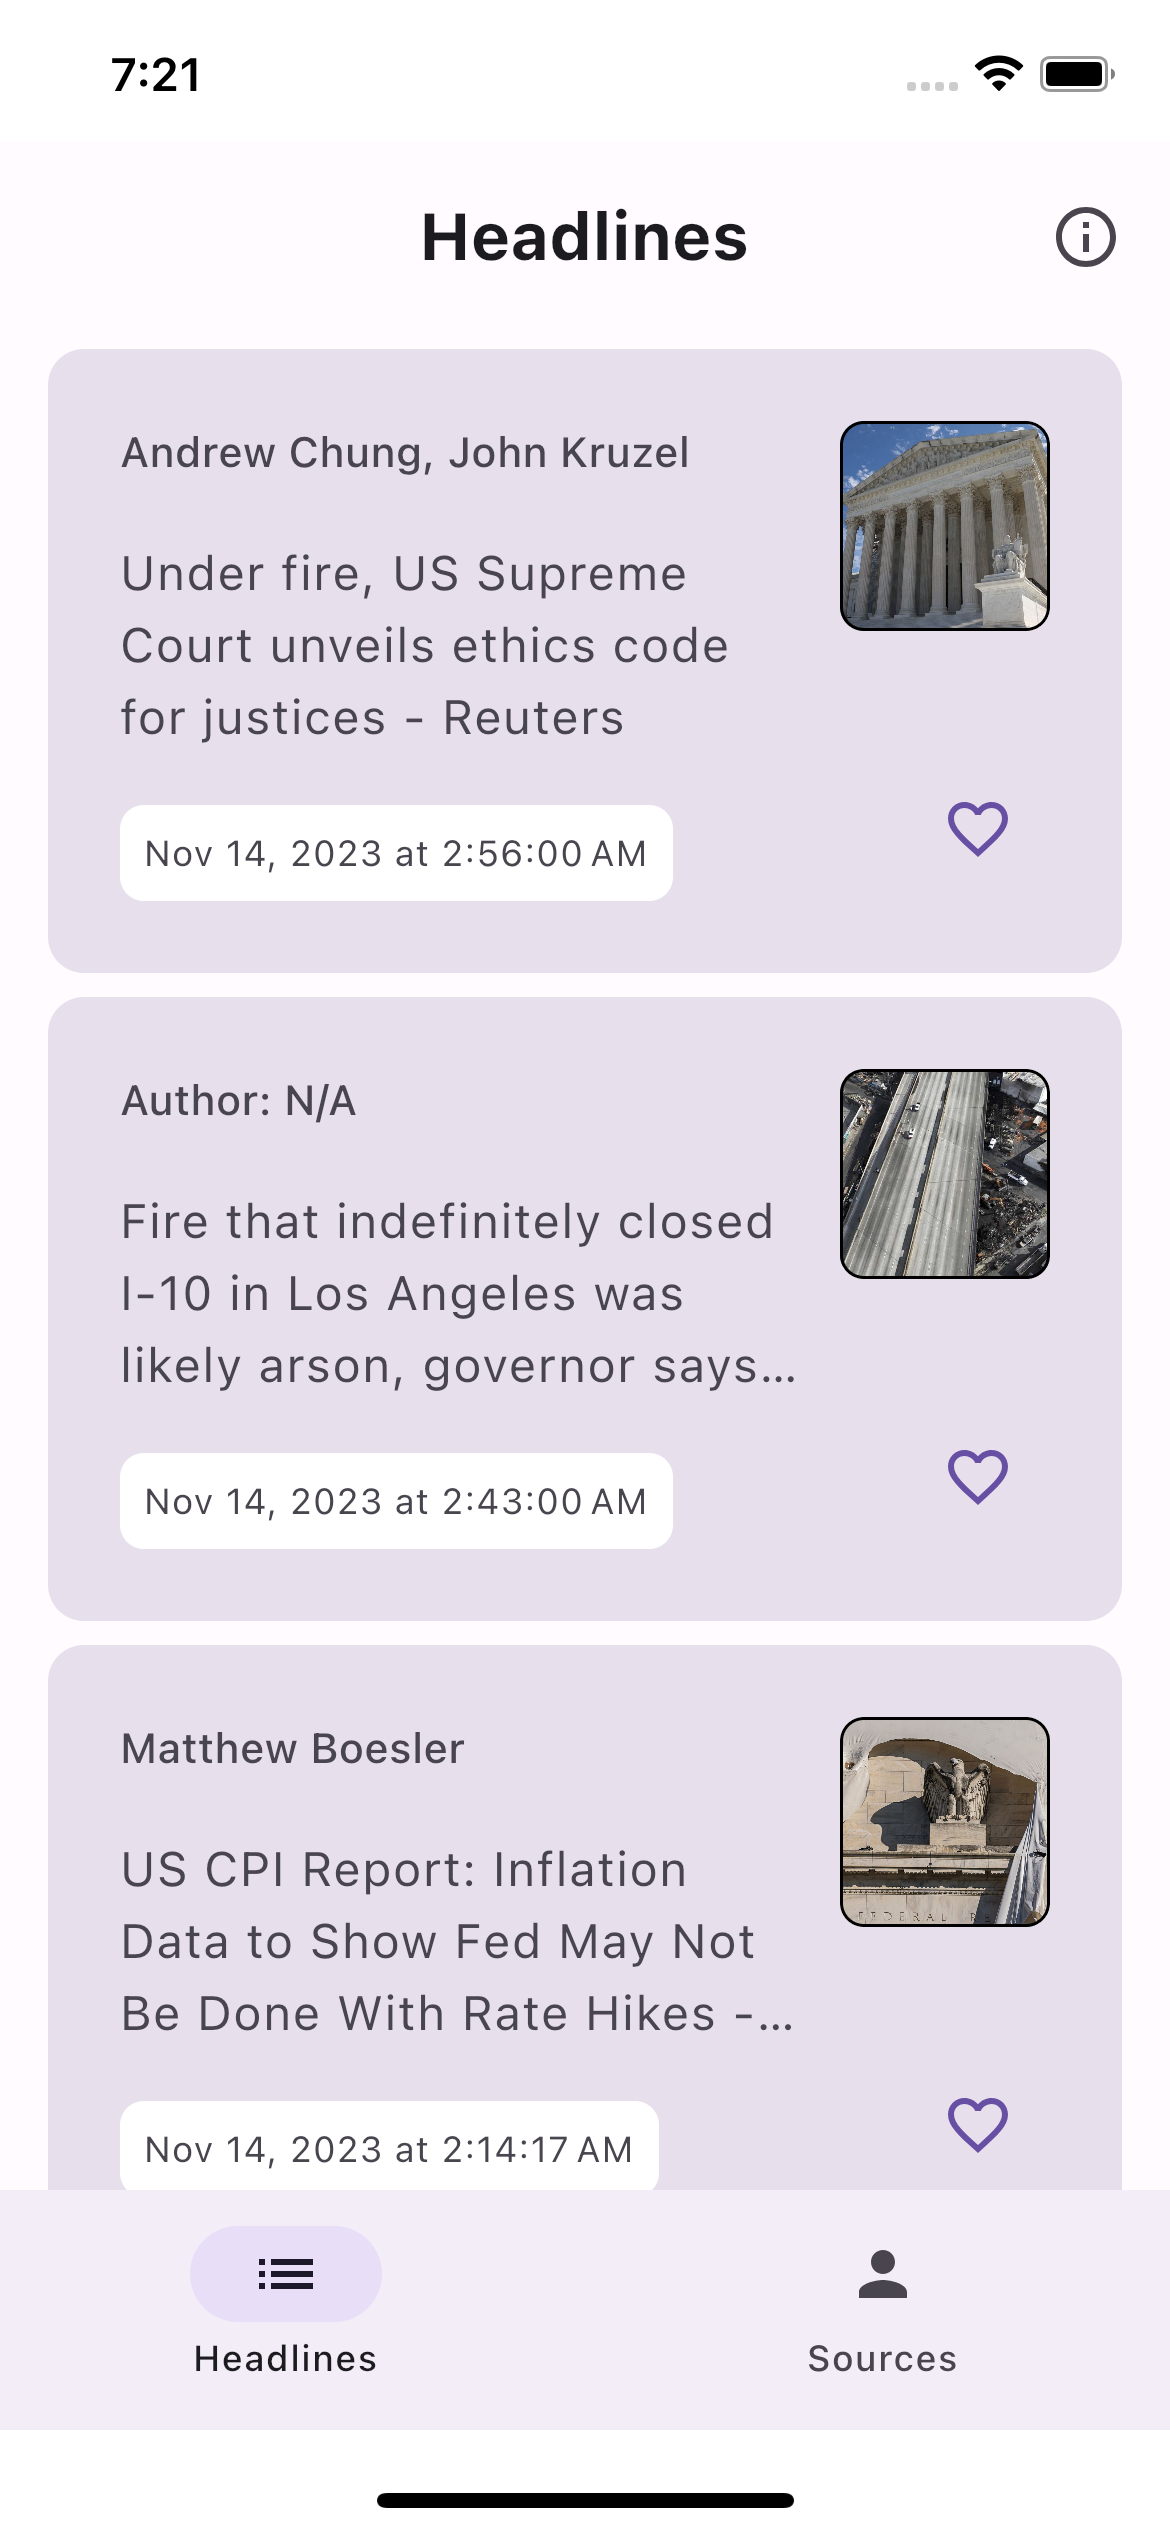 7:21
Headlines
Andrew Chung, John Kruzel
Under fire, US Supreme
Court unveils ethics code
for justices - Reuters
Nov 14, 2023 at 2:56:00 AM
Author: N/A
Fire that indefinitely closed
I-10 in Los Angeles was
likely arson, governor says...
Nov 14, 2023 at 2:43:00 AM
Matthew Boesler
FEDERAL
US CPI Report: Inflation
Data to Show Fed May Not
Be Done With Rate Hikes -...
Nov 14, 2023 at 2:14:17 AM
Headlines
Sources